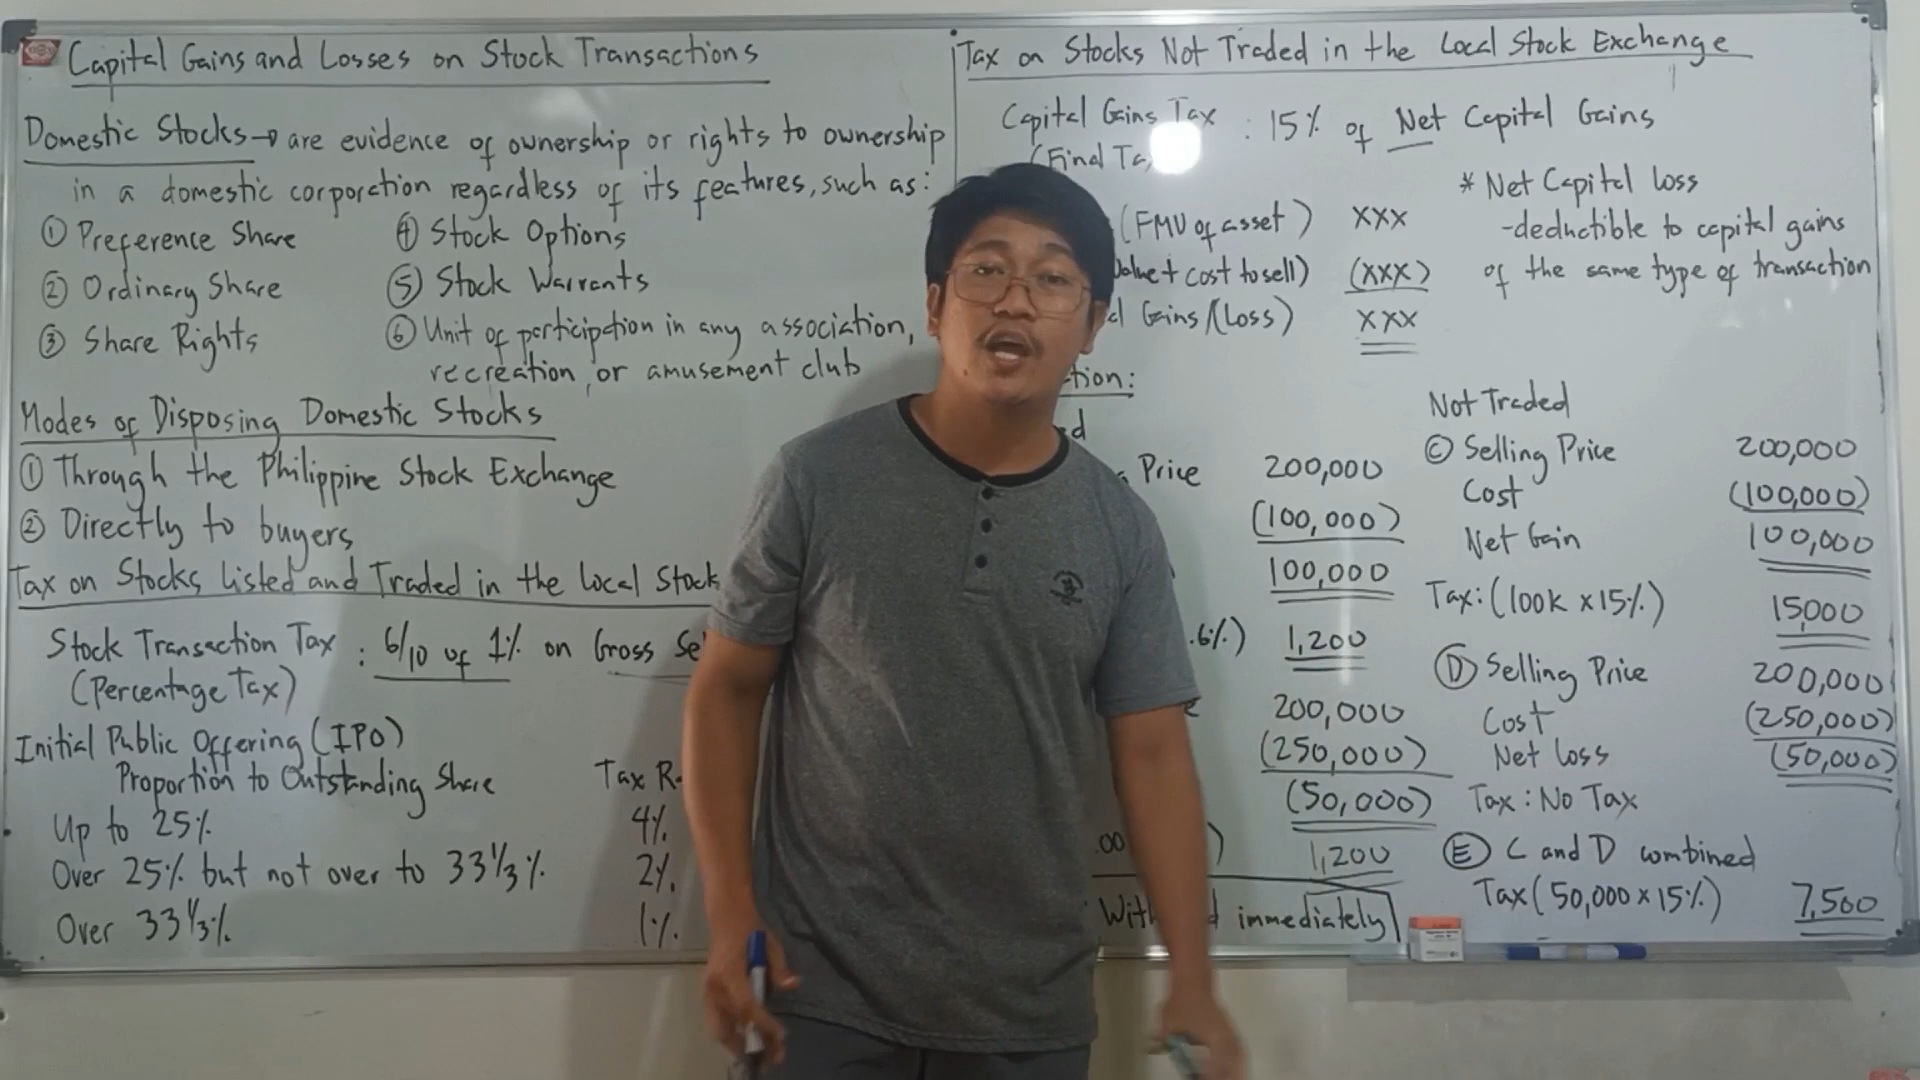 Capital Gains and Losses on Stock Transactions
Domestic Stocks → are evidence of ownership or rights to ownership
in a domestic corporation regardless of its features, such as:
① Preference Share
② Ordinary Share
③ Share Rights
④ Stock Options
⑤ Stock Warrants
⑥ Unit of participation in any association,
recreation, or amusement club
Modes of Disposing Domestic Stocks
① Through the Philippine Stock Exchange
② Directly to buyers
Tax on Stocks Listed and Traded in the Local Stock
Stock Transaction Tax : 6/10 of 1% on Gross
(Percentage Tax)
Initial Public Offering (IPO)
Proportion to Outstanding Share Tax
Up to 25% 4%
Over 25% but not over to 33 1/3% 2%
Over 33 1/3% 1%
Tax on Stocks Not Traded in the Local Stock Exchange
Capital Gains Tax : 15% of Net Capital Gains
(Final
(FMV of asset) XXX
+ cost to sell) (XXX)
Gains/(Loss) XXX
* Net Capital loss
-deductible to capital gains
of the same type of transaction
Price 200,000
(100,000)
100,000
.6%) 1,200
200,000
(250,000)
(50,000)
1,200
immediately
Not Traded
Ⓒ Selling Price 200,000
Cost (100,000)
Net Gain 100,000
Tax: (100K x 15%) 15,000
Ⓓ Selling Price 200,000
Cost (250,000)
Net loss (50,000)
Tax: No Tax
Ⓔ C and D combined
Tax (50,000 x 15%) 7,500